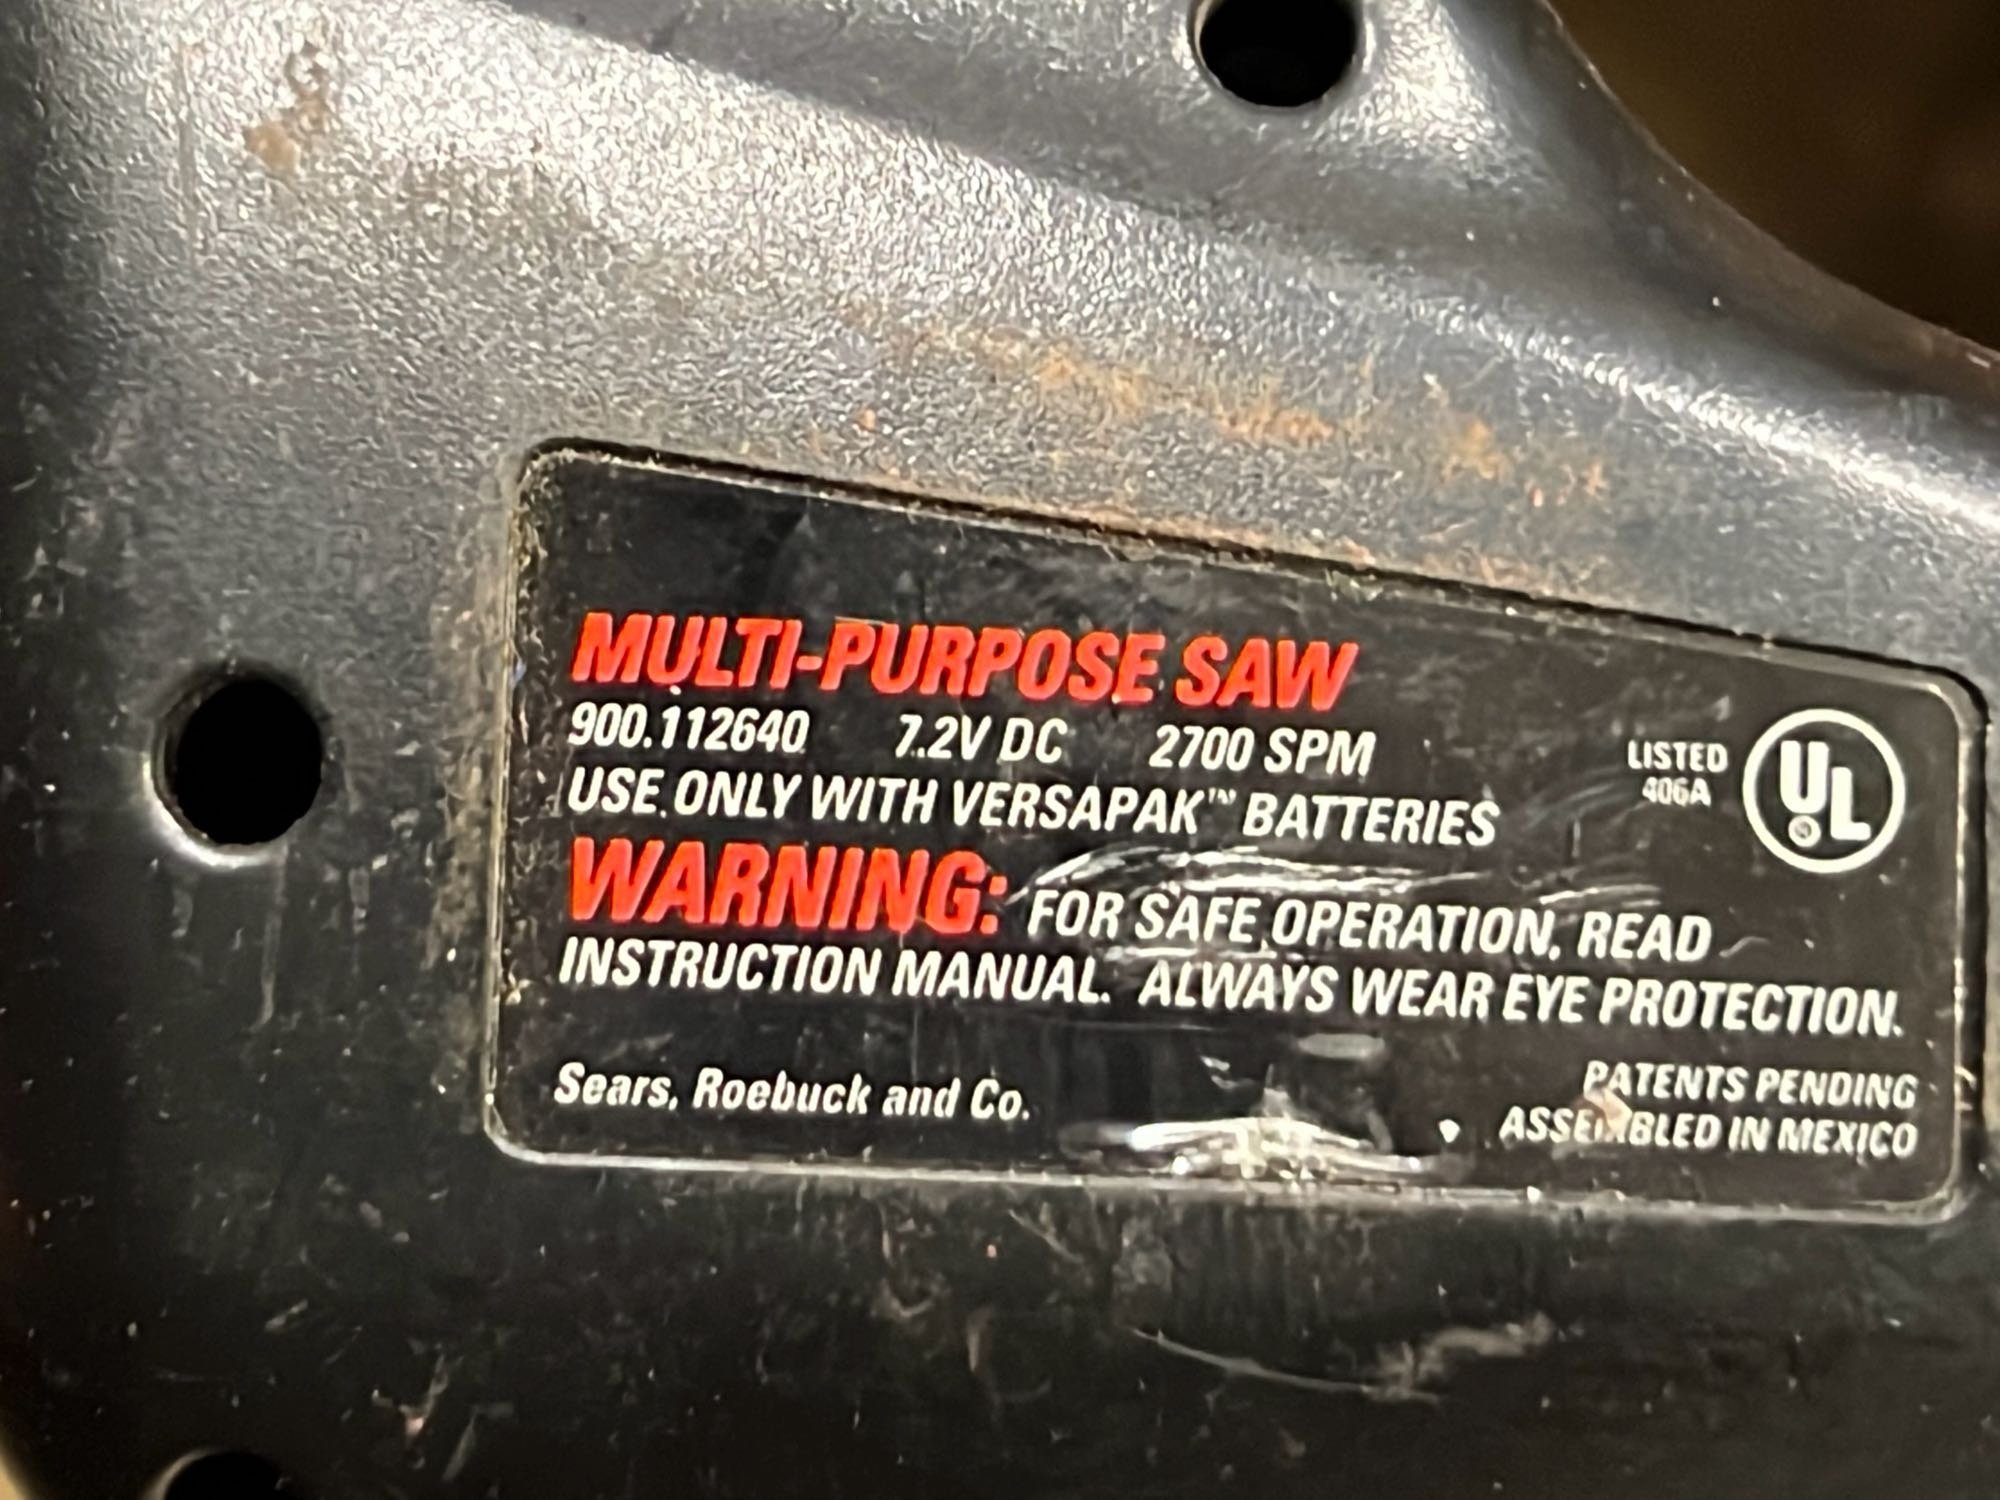 MULTI-PURPOSE SAW
900.112640 7.2V DC 2700 SPM
USE ONLY WITH VERSAPAK™ BATTERIES
WARNING: FOR SAFE OPERATION, READ
INSTRUCTION MANUAL. ALWAYS WEAR EYE PROTECTION.
Sears, Roebuck and Co.
LISTED
406A
UL
®
PATENTS PENDING
ASSEMBLED IN MEXICO